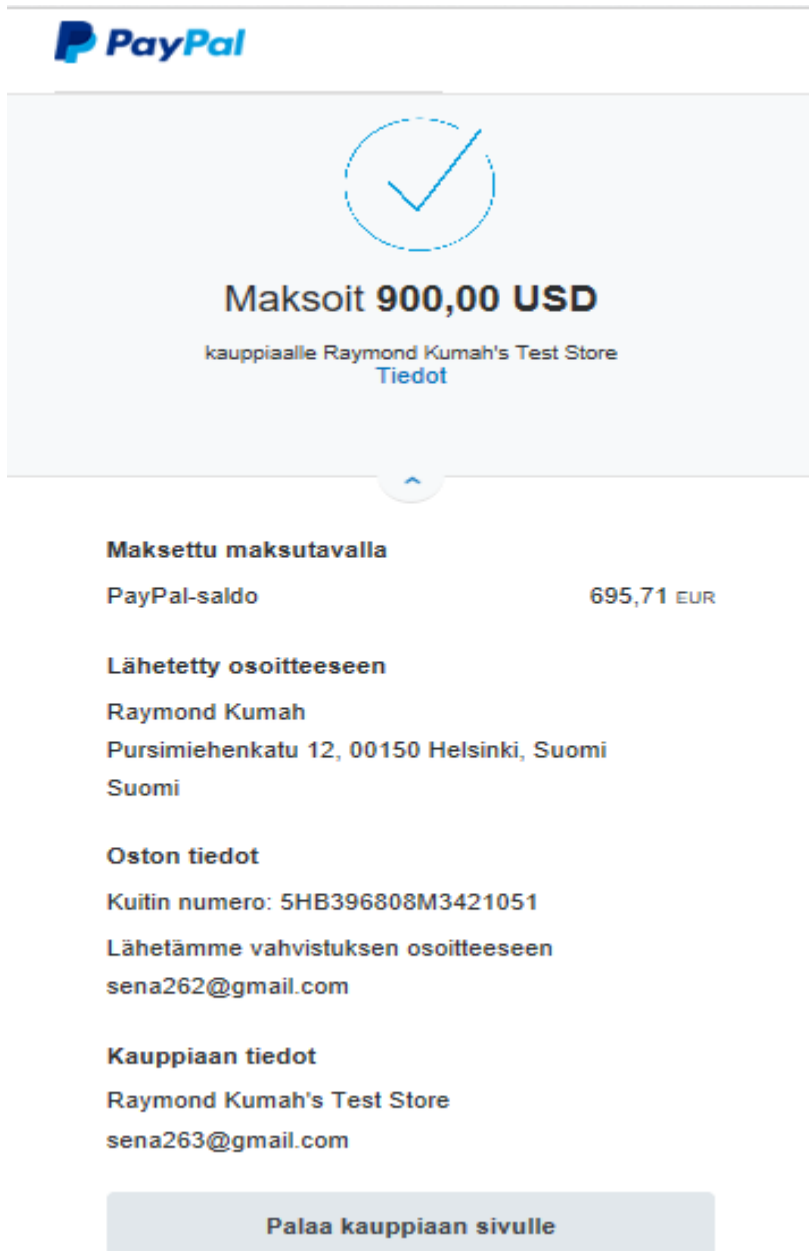 PayPal
Maksoit 900,00 USD
kauppiaalle Raymond Kumah's Test Store
Tiedot
Maksettu maksutavalla
PayPal-saldo 695,71 EUR
Lähetetty osoitteeseen
Raymond Kumah
Pursimiehenkatu 12, 00150 Helsinki, Suomi
Suomi
Oston tiedot
Kuitin numero: 5HB396808M3421051
Lähetämme vahvistuksen osoitteeseen
sena262@gmail.com
Kauppiaan tiedot
Raymond Kumah's Test Store
sena263@gmail.com
Palaa kauppiaan sivulle